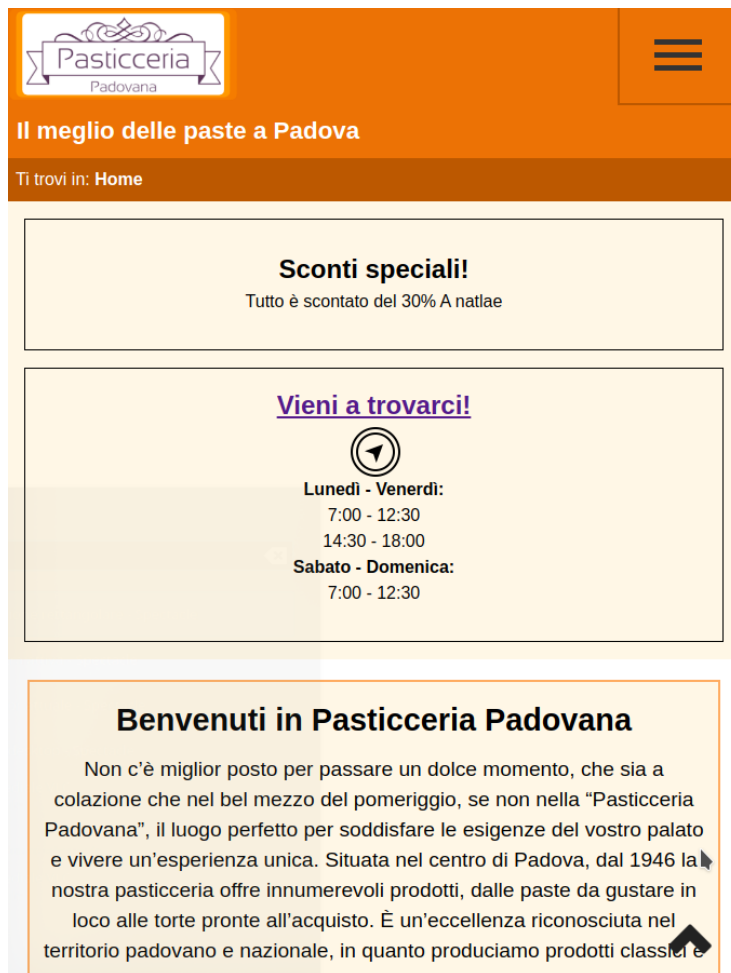 Pasticceria
Padovana
Il meglio delle paste a Padova
Ti trovi in: Home
Sconti speciali!
Tutto è scontato del 30% A natlae
Vieni a trovarci!
Lunedì - Venerdì:
7:00 - 12:30
14:30 - 18:00
Sabato - Domenica:
7:00 - 12:30
Benvenuti in Pasticceria Padovana
Non c’è miglior posto per passare un dolce momento, che sia a
colazione che nel bel mezzo del pomeriggio, se non nella “Pasticceria
Padovana”, il luogo perfetto per soddisfare le esigenze del vostro palato
e vivere un’esperienza unica. Situata nel centro di Padova, dal 1946 la
nostra pasticceria offre innumerevoli prodotti, dalle paste da gustare in
loco alle torte pronte all’acquisto. È un’eccellenza riconosciuta nel
territorio padovano e nazionale, in quanto produciamo prodotti classici e